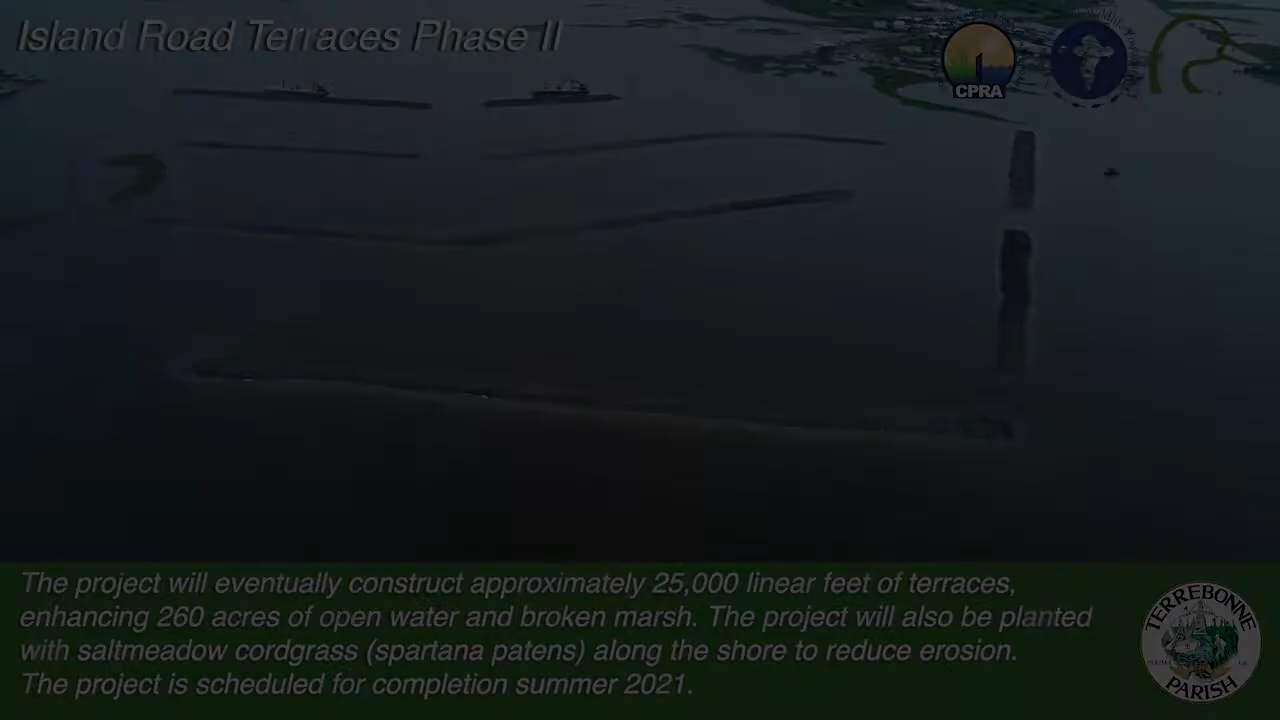 Island Road Terraces Phase II
CPRA
The project will eventually construct approximately 25,000 linear feet of terraces,
enhancing 260 acres of open water and broken marsh. The project will also be planted
with saltmeadow cordgrass (spartana patens) along the shore to reduce erosion.
The project is scheduled for completion summer 2021.
TERREBONNE
PARISH